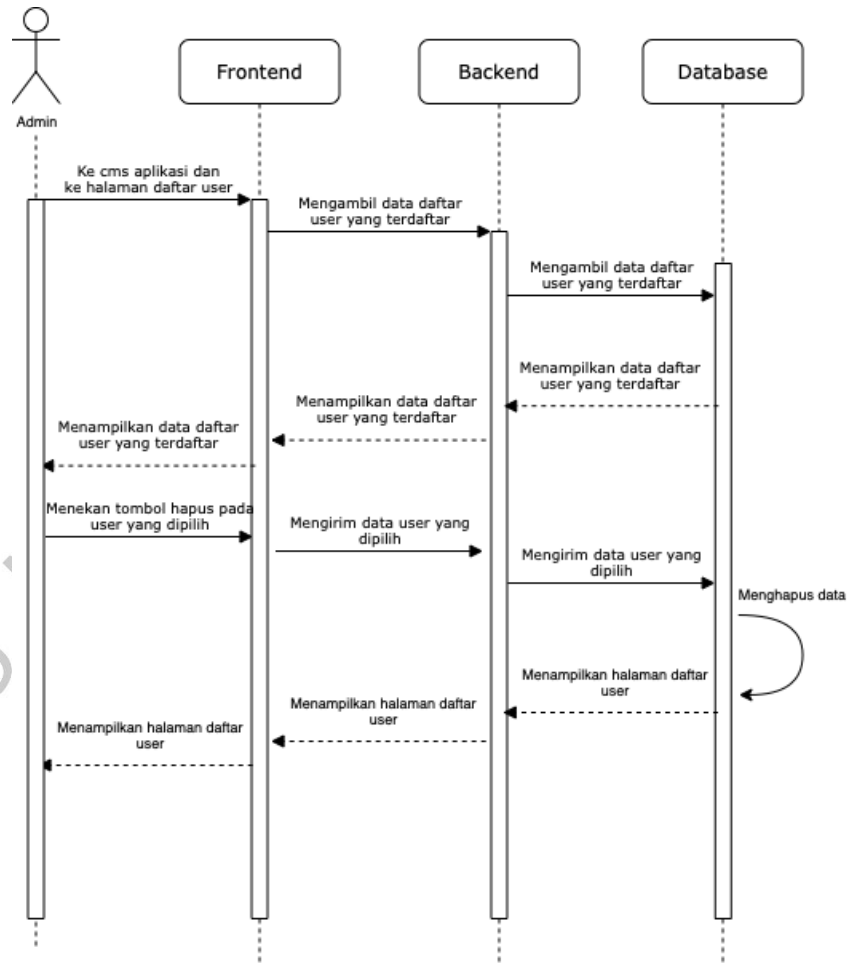 Frontend
Backend
Database
Admin
Ke cms aplikasi dan
ke halaman daftar user
Mengambil data daftar
user yang terdaftar
Mengambil data daftar
user yang terdaftar
Menampilkan data daftar
user yang terdaftar
Menampilkan data daftar
user yang terdaftar
Menampilkan data daftar
user yang terdaftar
Menekan tombol hapus pada
user yang dipilih
Mengirim data user yang
dipilih
Mengirim data user yang
dipilih
Menghapus data
Menampilkan halaman daftar
user
Menampilkan halaman daftar
user
Menampilkan halaman daftar
user